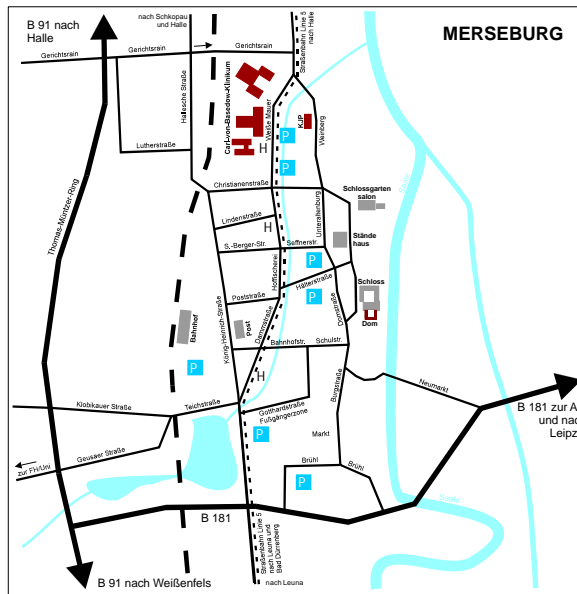 MERSEBURG
B 91 nach
Halle
nach Schkopau
und Halle
Straßenbahn Linie 5
nach Halle
Gerichtsrain
Gerichtsrain
Gerichtsrain
Hallesche Straße
Carl-von-Basedow-Klinikum
Weiße Mauer
KJP
Weinberg
P
H
P
Lutherstraße
Thomas-Müntzer-Ring
Christianenstraße
Schlossgarten
salon
Lindenstraße
H
Unteraltenburg
Stände
haus
S.-Berger-Str.
Seffnerstr.
Hoffischerei
P
Schloss
Hälterstraße
P
Domstraße
Dom
Poststraße
Bahnhof
König-Heinrich-Straße
Post
Dammstraße
Bahnhofstr.
Schulstr.
P
H
Burgstraße
Neumarkt
Klobikauer Straße
Teichstraße
Gotthardstraße
Fußgängerzone
B 181 zur A
und nac
Leipz
Geusaer Straße
P
Markt
zur FH/Uni
Brühl
Brühl
P
Saale
Saale
B 181
Straßenbahn Linie 5
nach Leuna und
Bad Dürrenberg
B 91 nach Weißenfels
nach Leuna